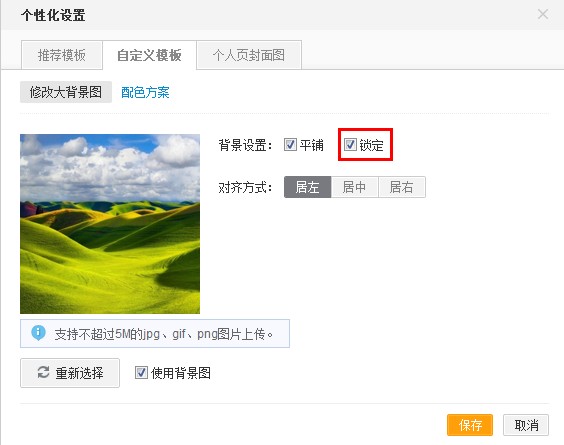 个性化设置
推荐模板 自定义模板 个人页封面图
修改大背景图 配色方案
背景设置： 平铺 锁定
对齐方式： 居左 居中 居右
支持不超过5M的jpg、gif、png图片上传。
重新选择 使用背景图
保存 取消